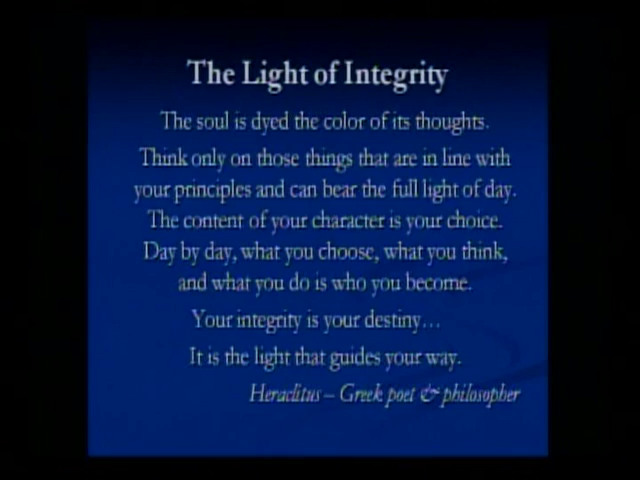 The Light of Integrity
The soul is dyed the color of its thoughts.
Think only on those things that are in line with
your principles and can bear the full light of day.
The content of your character is your choice.
Day by day, what you choose, what you think,
and what you do is who you become.
Your integrity is your destiny...
It is the light that guides your way.
Heraclitus – Greek poet & philosopher